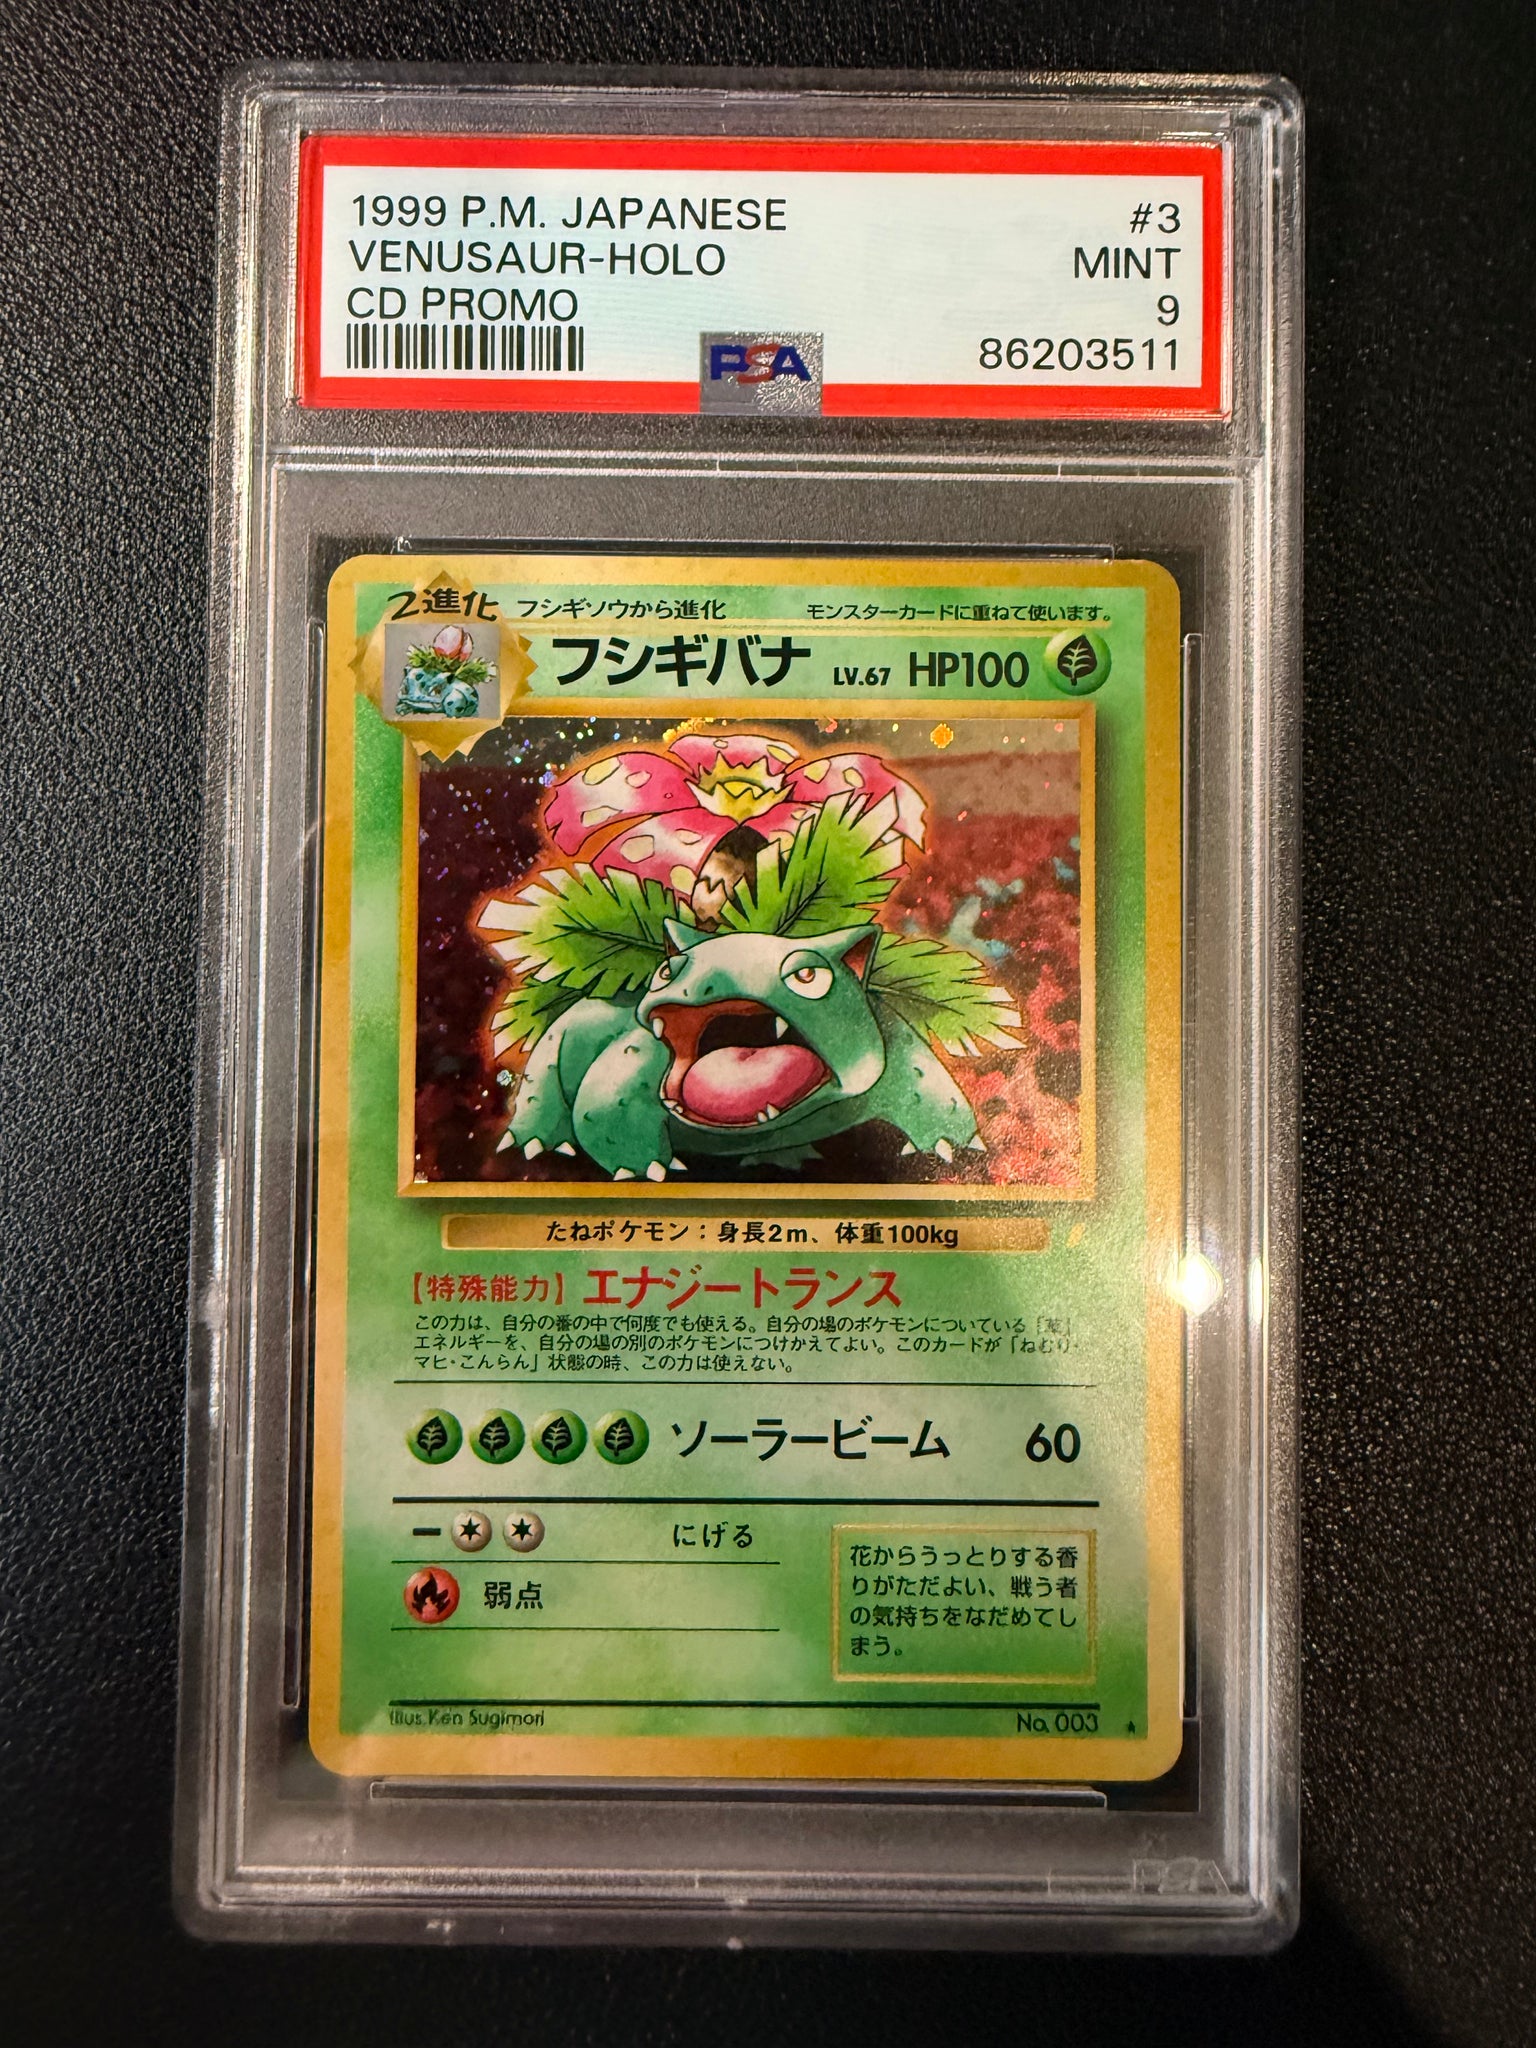 1999 P.M. JAPANESE #3
VENUSAUR-HOLO MINT
CD PROMO 9
86203511
PSA
2進化 フシギソウから進化 モンスターカードに重ねて使います。
フシギバナ LV.67 HP100
たねポケモン：身長2m、体重100kg
【特殊能力】エナジートランス
この力は、自分の番の中で何度でも使える。自分の場のポケモンについている「草」
エネルギーを、自分の場の別のポケモンにつけかえてよい。このカードが「ねむり・
マヒ・こんらん」状態の時、この力は使えない。
ソーラービーム 60
にげる
弱点
花からうっとりする香
りがただよい、戦う者
の気持ちをなだめてし
まう。
Illus. Ken Sugimori No. 003
PSA